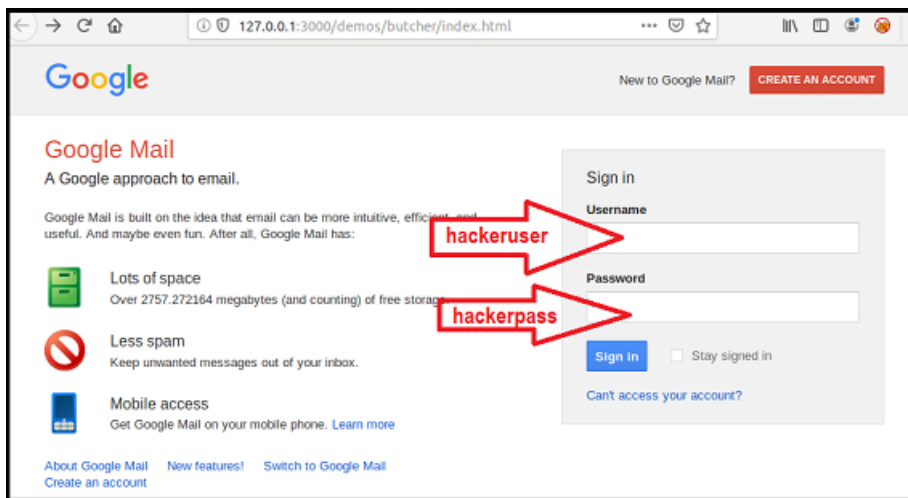 127.0.0.1:3000/demos/butcher/index.html
Google
New to Google Mail?
CREATE AN ACCOUNT
Google Mail
A Google approach to email.
Google Mail is built on the idea that email can be more intuitive, efficient, and
useful. And maybe even fun. After all, Google Mail has:
Lots of space
Over 2757.272164 megabytes (and counting) of free storage.
Less spam
Keep unwanted messages out of your inbox.
Mobile access
Get Google Mail on your mobile phone. Learn more
About Google Mail New features! Switch to Google Mail
Create an account
Sign in
Username
hackeruser
Password
hackerpass
Sign in
Stay signed in
Can't access your account?